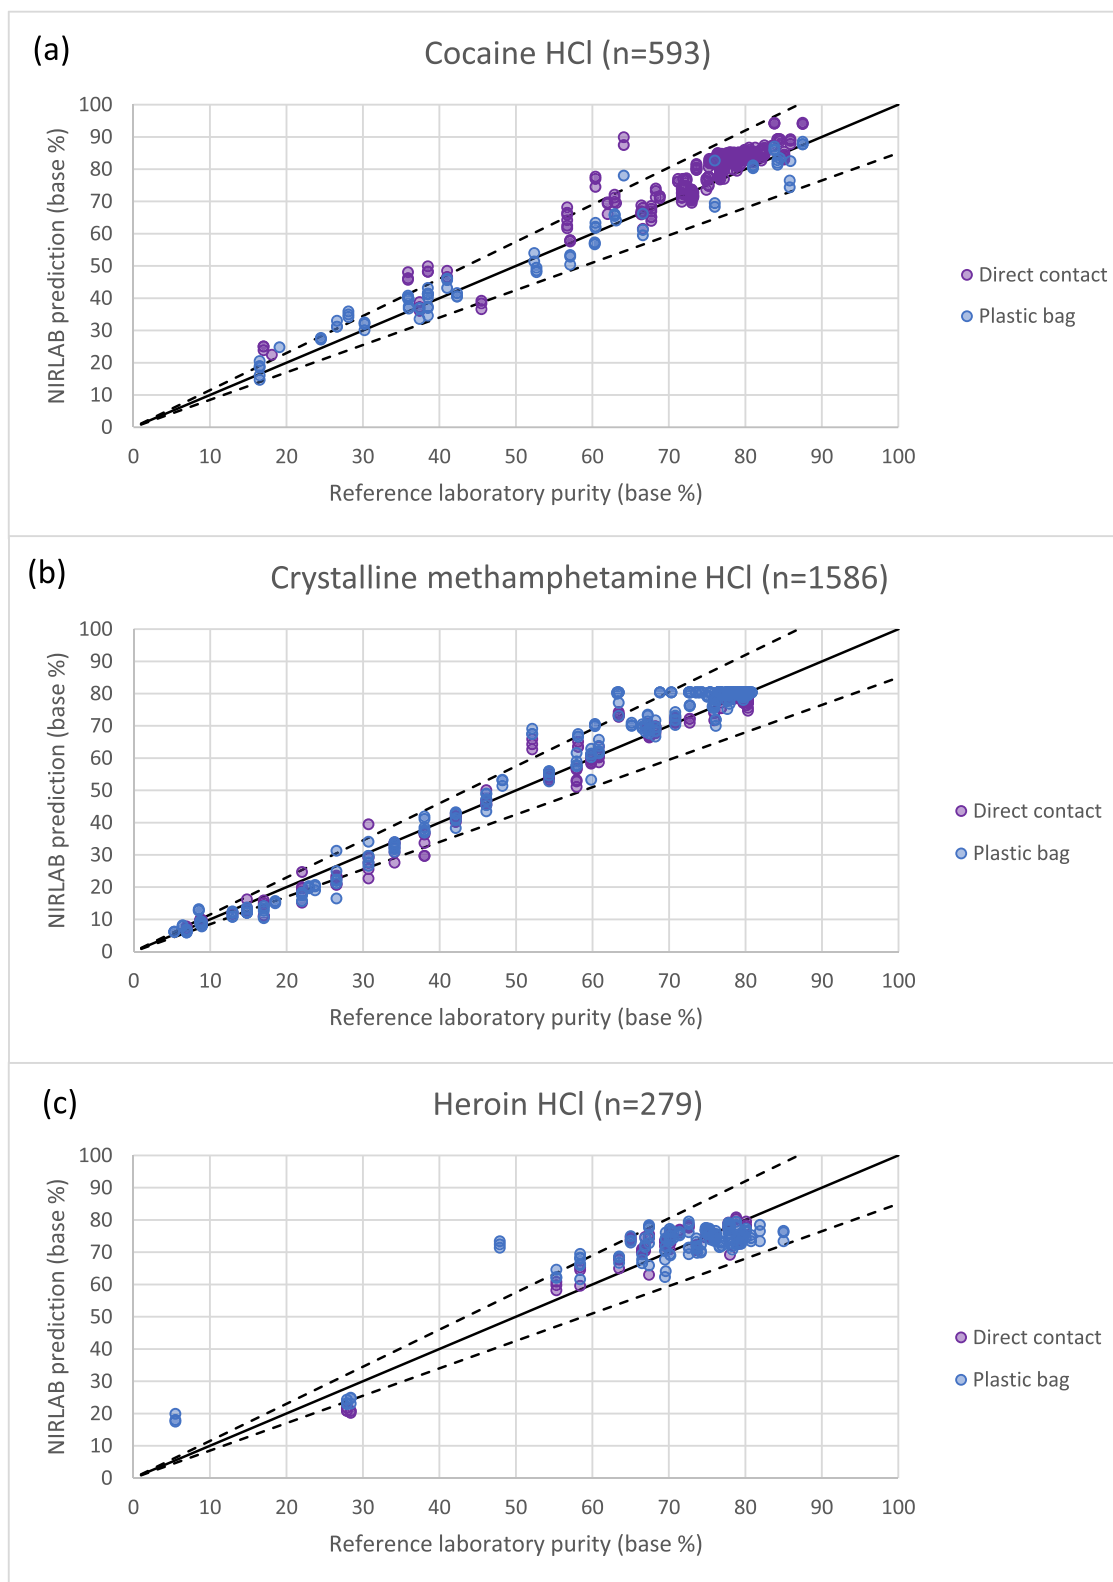 (a)
Cocaine HCl (n=593)
NIRLAB prediction (base %)
100
90
80
70
60
50
40
30
20
10
0
0 10 20 30 40 50 60 70 80 90 100
Reference laboratory purity (base %)
Direct contact
Plastic bag
(b)
Crystalline methamphetamine HCl (n=1586)
NIRLAB prediction (base %)
100
90
80
70
60
50
40
30
20
10
0
0 10 20 30 40 50 60 70 80 90 100
Reference laboratory purity (base %)
Direct contact
Plastic bag
(c)
Heroin HCl (n=279)
NIRLAB prediction (base %)
100
90
80
70
60
50
40
30
20
10
0
0 10 20 30 40 50 60 70 80 90 100
Reference laboratory purity (base %)
Direct contact
Plastic bag